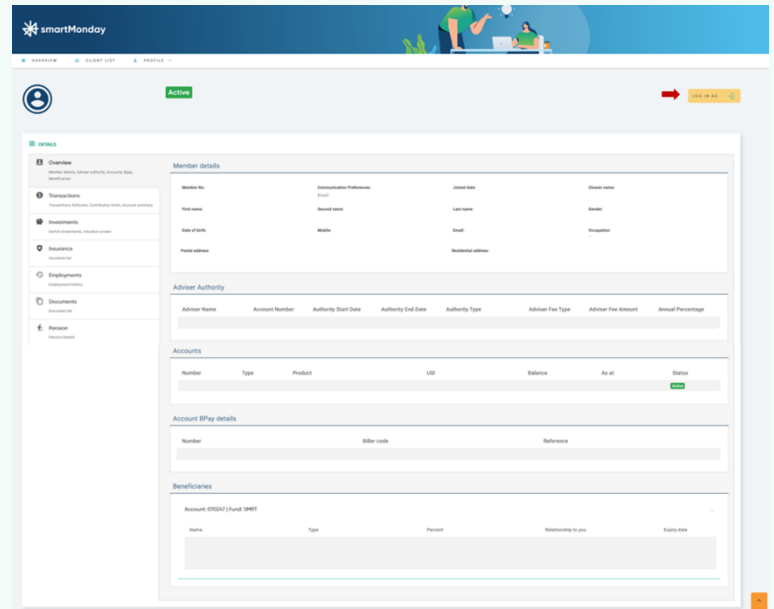 smartMonday
OVERVIEW CLIENT LIST PROFILE
Active
LOG IN AS
DETAILS
Overview
Member details, Adviser authority, Accounts, Bpay, Beneficiaries
Transactions
Transactions, Rollovers, Contribution limits, Account summary
Investments
Switch investments, Valuation screen
Insurance
Insurance list
Employments
Employment history
Documents
Document list
Pension
Pension details
Member details
Member No: Communication Preferences: Joined date: Chosen name:
Email
First name: Second name: Last name: Gender:
Date of birth: Mobile: Email: Occupation:
Postal address: Residential address:
Adviser Authority
Adviser Name Account Number Authority Start Date Authority End Date Authority Type Adviser Fee Type Adviser Fee Amount Annual Percentage
Accounts
Number Type Product USI Balance As at Status
Active
Account BPay details
Number Biller code Reference
Beneficiaries
Account: 070347 | Fund: SMRT
Name Type Percent Relationship to you Expiry date